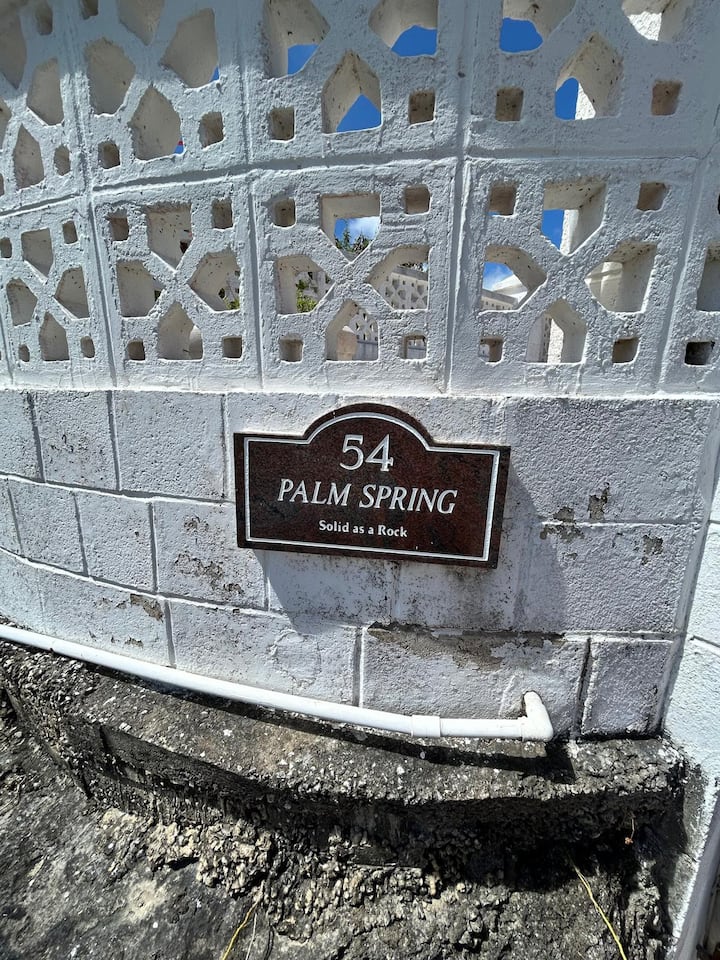 54
PALM SPRING
Solid as a Rock